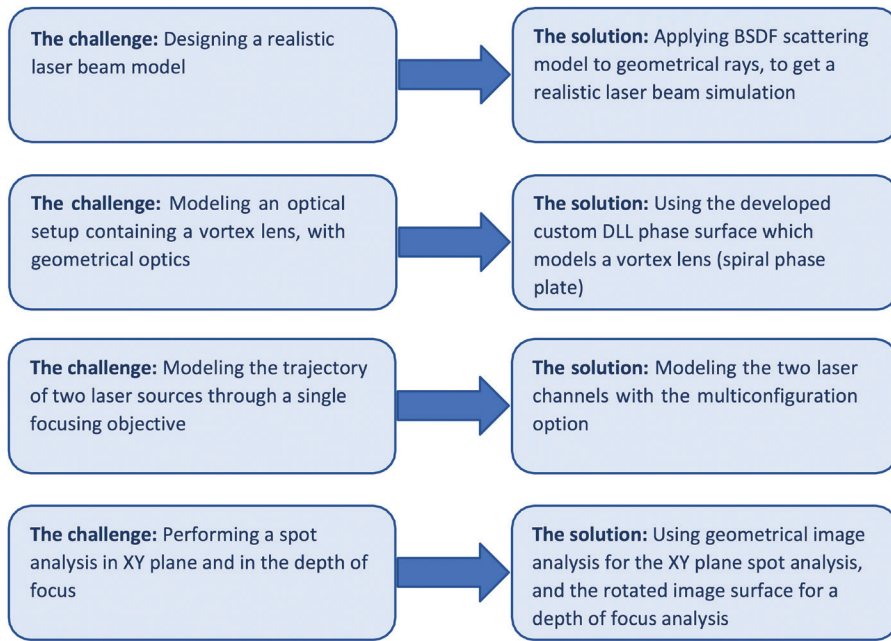 The challenge: Designing a realistic
laser beam model
The solution: Applying BSDF scattering
model to geometrical rays, to get a
realistic laser beam simulation
The challenge: Modeling an optical
setup containing a vortex lens, with
geometrical optics
The solution: Using the developed
custom DLL phase surface which
models a vortex lens (spiral phase
plate)
The challenge: Modeling the trajectory
of two laser sources through a single
focusing objective
The solution: Modeling the two laser
channels with the multiconfiguration
option
The challenge: Performing a spot
analysis in XY plane and in the depth of
focus
The solution: Using geometrical image
analysis for the XY plane spot analysis,
and the rotated image surface for a
depth of focus analysis